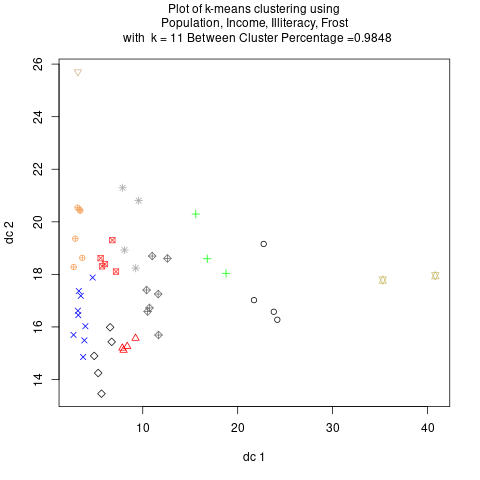 Plot of k-means clustering using
Population, Income, Illiteracy, Frost
with k = 11 Between Cluster Percentage =0.9848
26
24
22
20
18
16
14
dc 2
10
20
30
40
dc 1